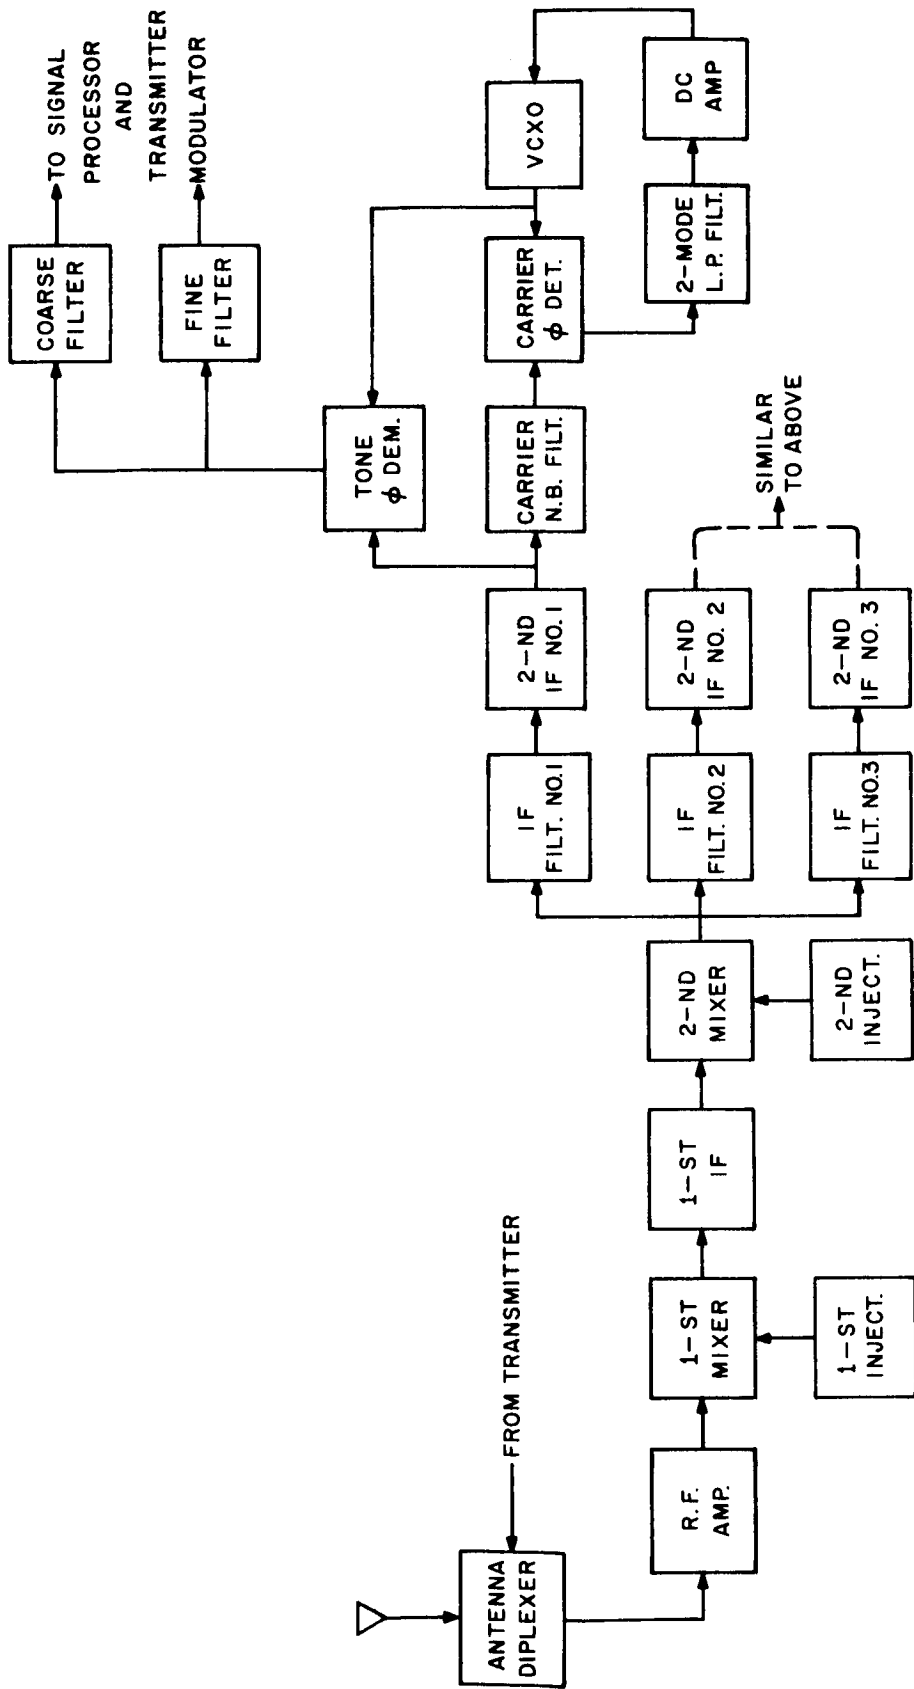 TO SIGNAL
PROCESSOR
AND
TRANSMITTER
MODULATOR
COARSE
FILTER
FINE
FILTER
TONE
ϕ DEM.
VCXO
CARRIER
N.B. FILT.
CARRIER
ϕ DET.
2-MODE
L.P. FILT.
DC
AMP
IF
FILT. NO.1
2-ND
IF NO.1
IF
FILT. NO.2
2-ND
IF NO. 2
IF
FILT. NO.3
2-ND
IF NO. 3
SIMILAR
TO ABOVE
ANTENNA
DIPLEXER
FROM TRANSMITTER
R.F.
AMP.
1-ST
MIXER
1-ST
INJECT.
1-ST
IF
2-ND
MIXER
2-ND
INJECT.